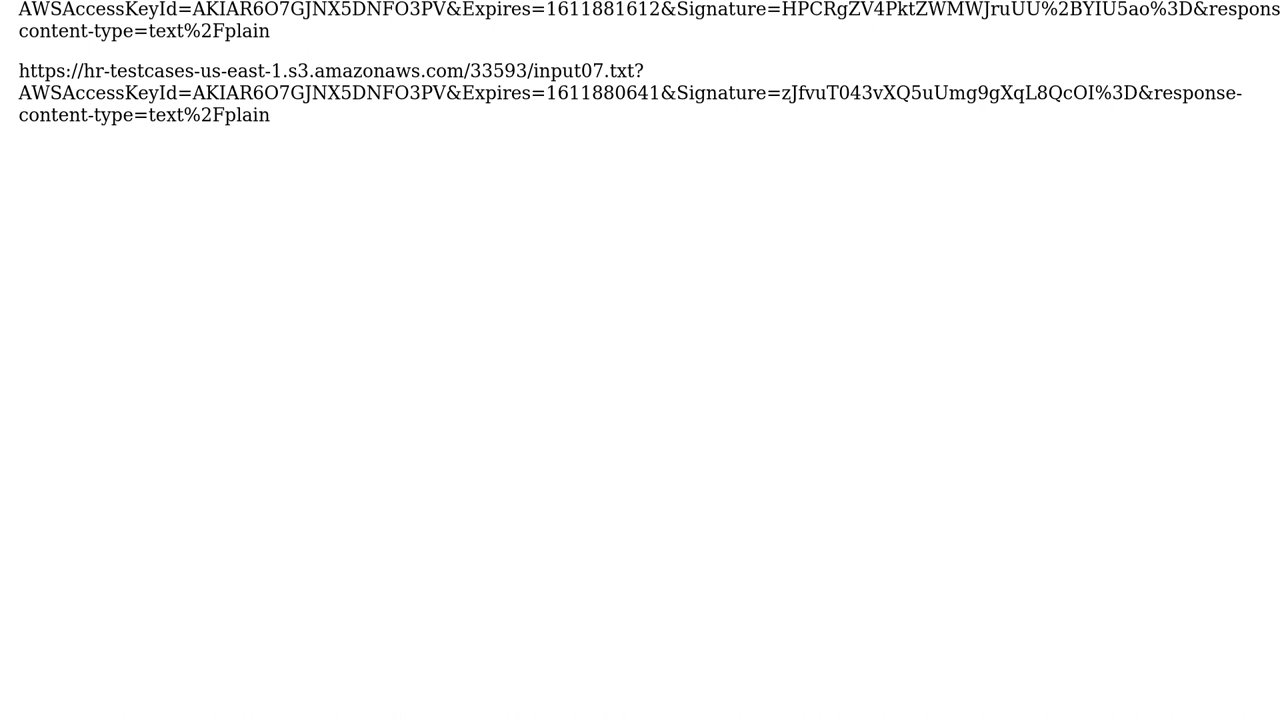 AWSAccessKeyId=AKIAR6O7GJNX5DNFO3PV&Expires=1611881612&Signature=HPCRgZV4PktZWMWJruUU%2BYIU5ao%3D&respons
content-type=text%2Fplain
https://hr-testcases-us-east-1.s3.amazonaws.com/33593/input07.txt?
AWSAccessKeyId=AKIAR6O7GJNX5DNFO3PV&Expires=1611880641&Signature=zJfvuT043vXQ5uUmg9gXqL8QcOI%3D&response-
content-type=text%2Fplain